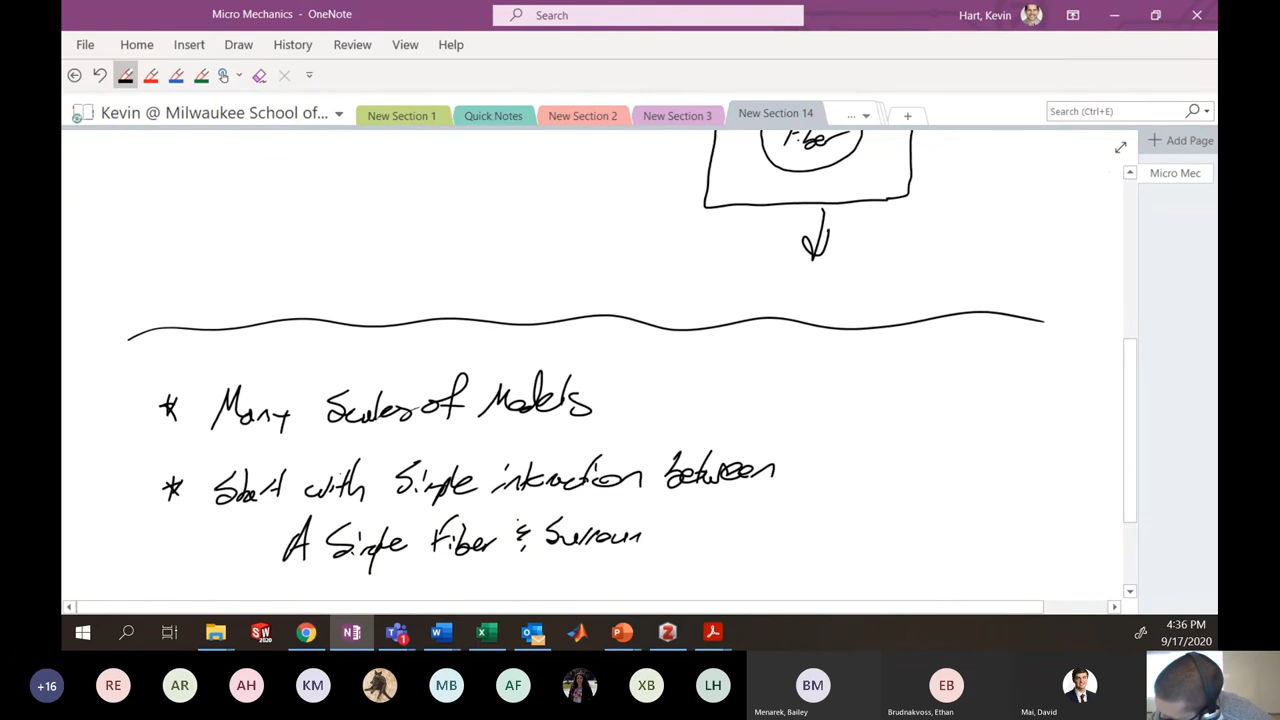 Micro Mechanics - OneNote
Search
Hart, Kevin
File Home Insert Draw History Review View Help
Kevin @ Milwaukee School of...
New Section 1
Quick Notes
New Section 2
New Section 3
New Section 14
...
Search (Ctrl+E)
Add Page
Micro Mec
Fiber
* Many Scales of Models
* Start with Simple interaction between
A Single Fiber & Surroun
SW
2020
4:36 PM
9/17/2020
+16
RE
AR
AH
KM
MB
AF
XB
LH
BM
Menarek, Bailey
EB
Brudnakvoss, Ethan
Mai, David